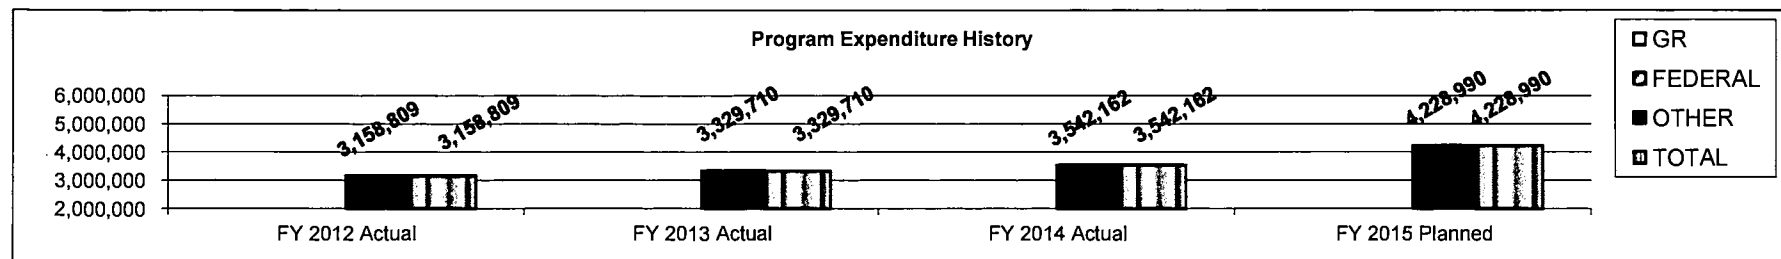 Program Expenditure History
GR
FEDERAL
OTHER
TOTAL
6,000,000
5,000,000
4,000,000
3,000,000
2,000,000
3,158,809
3,158,809
3,329,710
3,329,710
3,542,162
3,542,162
4,228,990
4,228,990
FY 2012 Actual
FY 2013 Actual
FY 2014 Actual
FY 2015 Planned